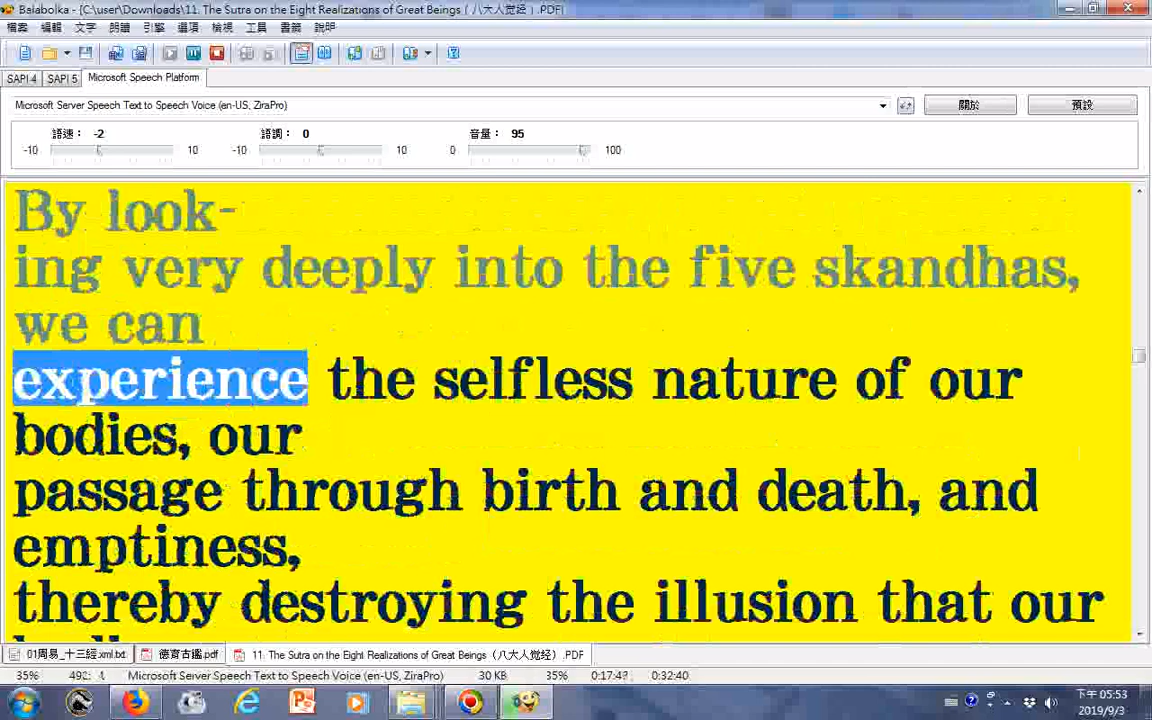 Balabolka - [C:\user\Downloads\11. The Sutra on the Eight Realizations of Great Beings (八大人觉经).PDF]
檔案 編輯 文字 朗讀 引擎 選項 檢視 工具 書籤 說明
SAPI 4 SAPI 5 Microsoft Speech Platform
Microsoft Server Speech Text to Speech Voice (en-US, ZiraPro) 關於 預設
語速： -2 語調： 0 音量： 95
-10 10 -10 10 0 100
By look-
ing very deeply into the five skandhas,
we can
experience the selfless nature of our
bodies, our
passage through birth and death, and
emptiness,
thereby destroying the illusion that our
01周易_十三經.xml.txt 德育古鑑.pdf 11: The Sutra on the Eight Realizations of Great Beings (八大人觉经).PDF
35% Microsoft Server Speech Text to Speech Voice (en-US, ZiraPro) 30 KB 35% 0:32:40
下午 05:53
2019/9/3